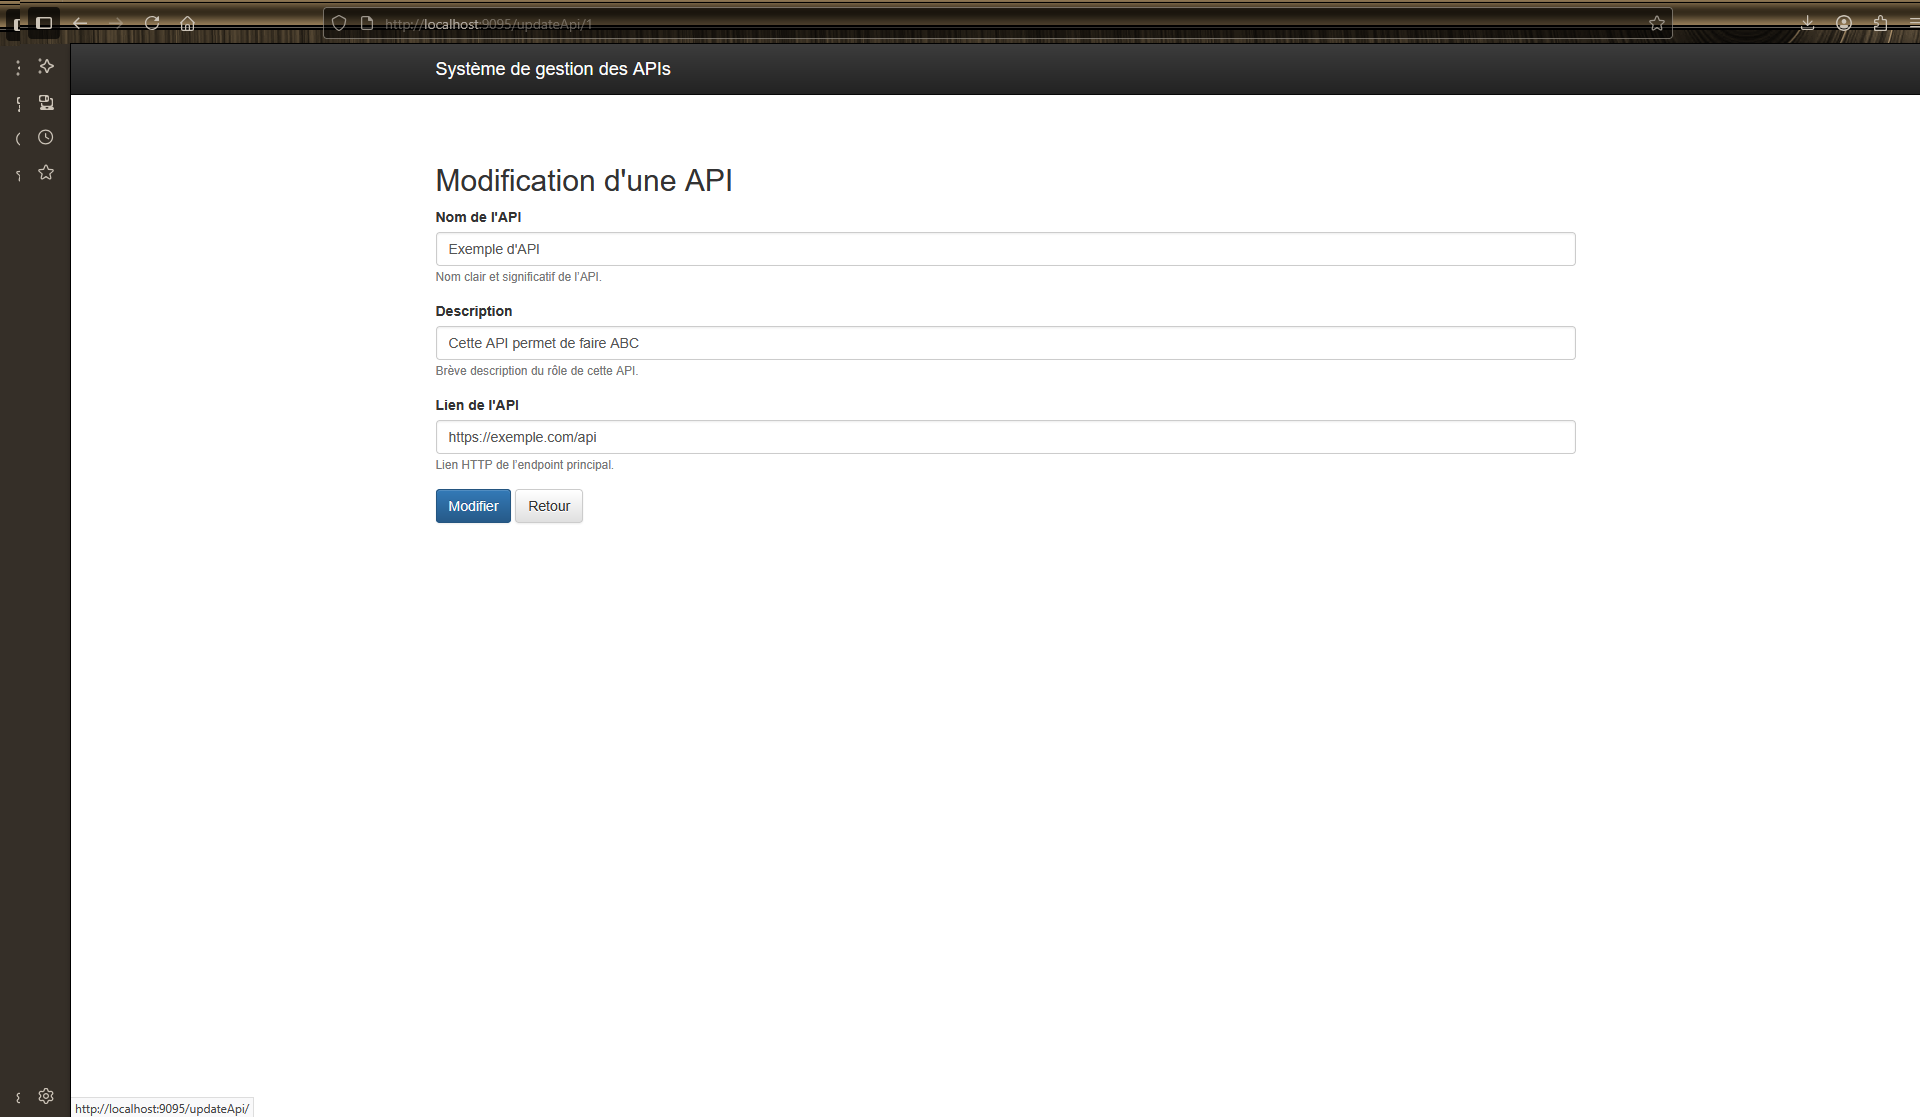 http://localhost:9095/updateApi/1
Système de gestion des APIs
Modification d'une API
Nom de l'API
Exemple d'API
Nom clair et significatif de l’API.
Description
Cette API permet de faire ABC
Brève description du rôle de cette API.
Lien de l'API
https://exemple.com/api
Lien HTTP de l’endpoint principal.
Modifier Retour
http://localhost:9095/updateApi/